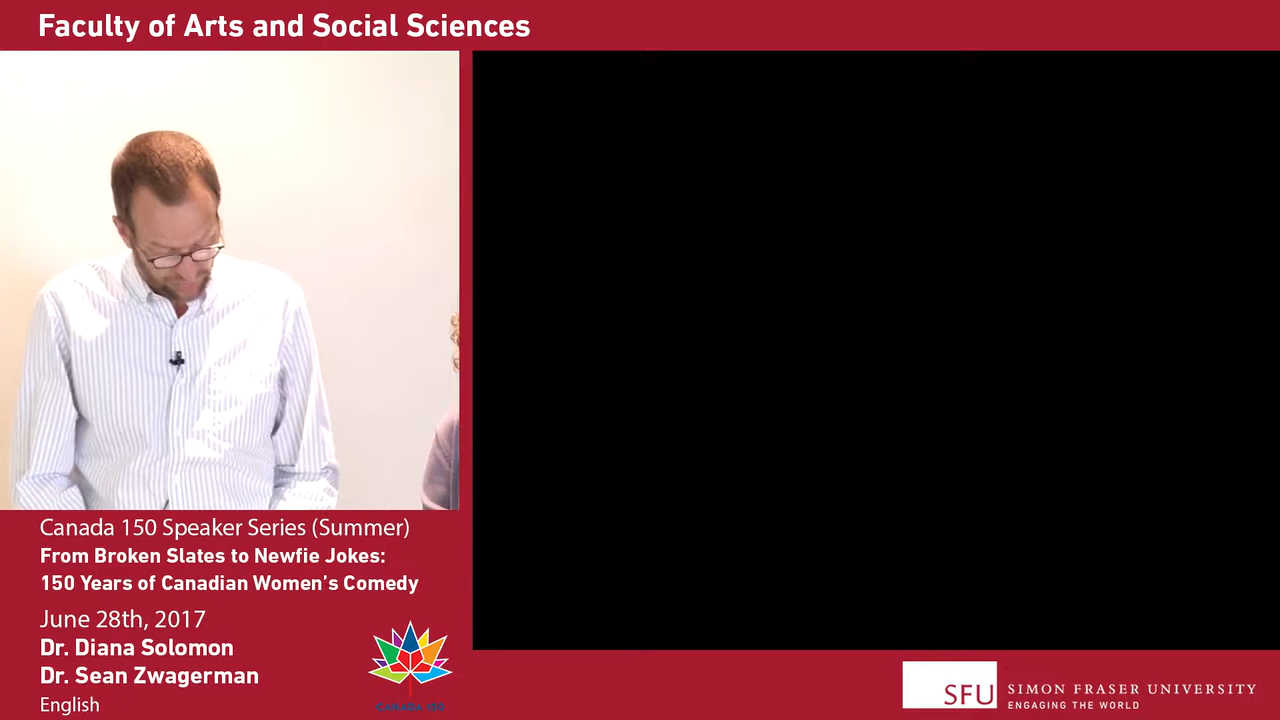 Faculty of Arts and Social Sciences
Canada 150 Speaker Series (Summer)
From Broken Slates to Newfie Jokes:
150 Years of Canadian Women's Comedy
June 28th, 2017
Dr. Diana Solomon
Dr. Sean Zwagerman
English
CANADA 150
SFU
SIMON FRASER UNIVERSITY
ENGAGING THE WORLD